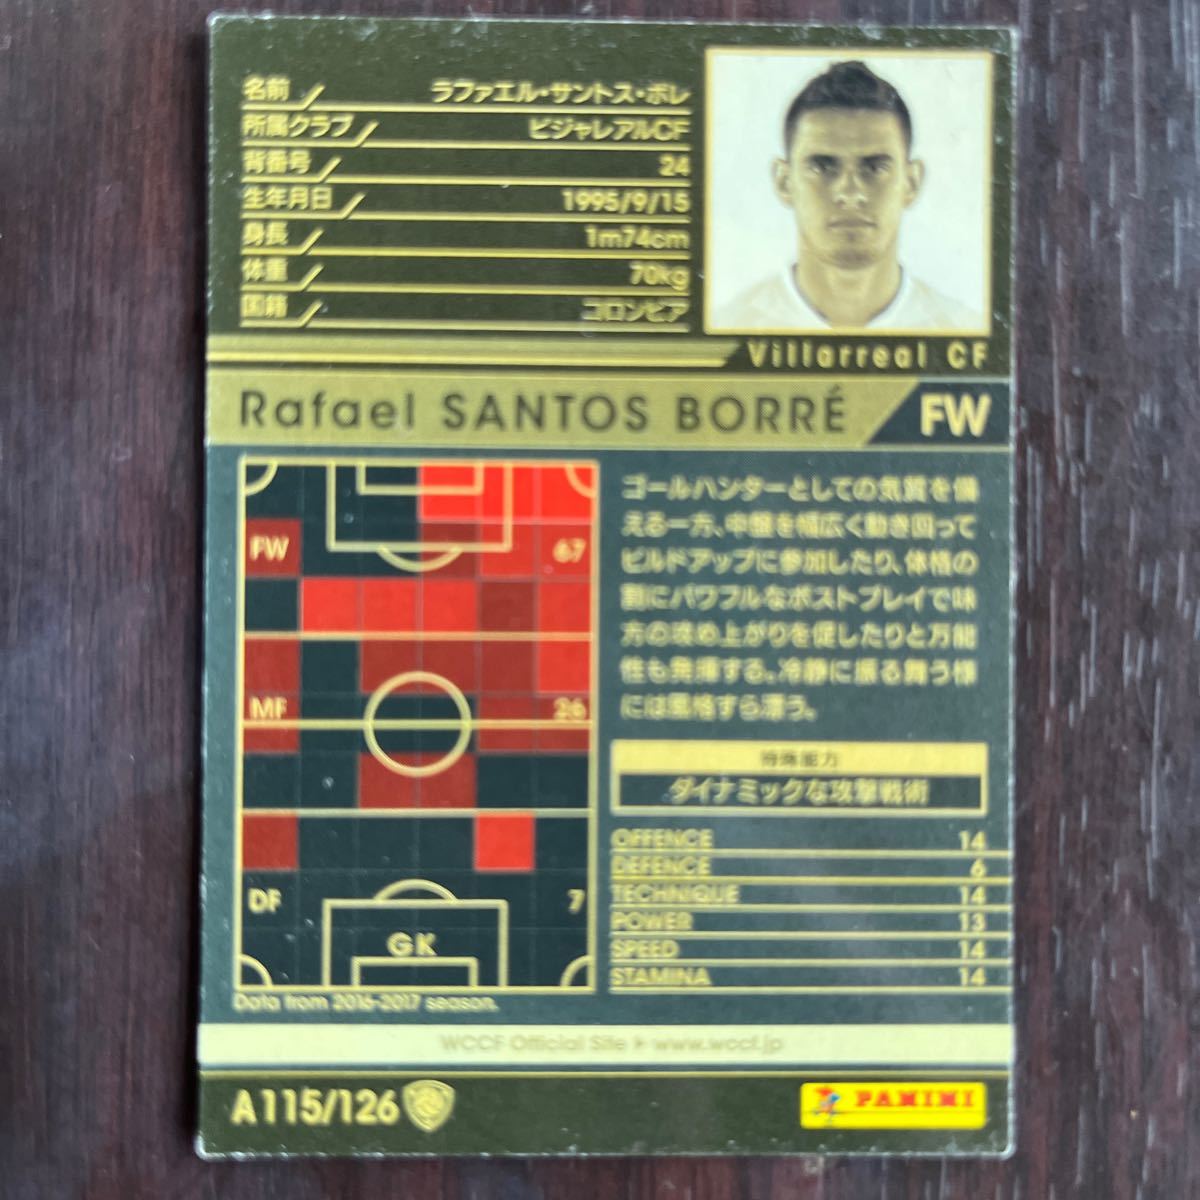 名前 ラファエル・サントス・ボレ
所属クラブ ビジャレアルCF
背番号 24
生年月日 1995/9/15
身長 1m74cm
体重 70kg
国籍 コロンビア
Villarreal CF
Rafael SANTOS BORRÉ FW
FW 67
MF 26
DF 7
GK
Data from 2016-2017 season.
ゴールハンターとしての気質を備
える一方、中盤を幅広く動き回って
ビルドアップに参加したり、体格の
割にパワフルなポストプレイで味
方の攻め上がりを促したりと万能
性も発揮する。冷静に振る舞う様
には風格すら漂う。
特殊能力
ダイナミックな攻撃戦術
OFFENCE 14
DEFENCE 6
TECHNIQUE 14
POWER 13
SPEED 14
STAMINA 14
WCCF Official Site ▶ www.wccf.jp
A115/126
PANINI